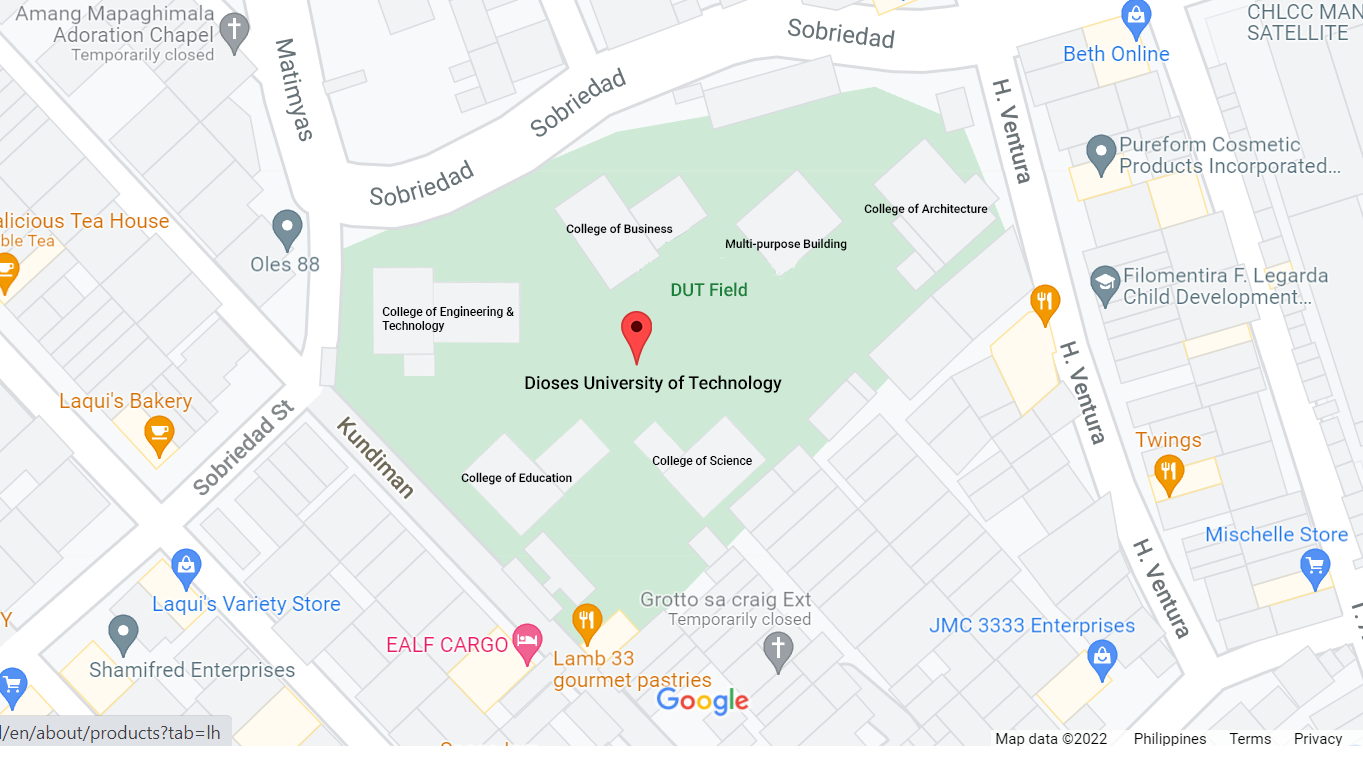 Amang Mapaghimala
Adoration Chapel
Temporarily closed
Matimyas
Sobriedad
Sobriedad
Sobriedad
CHLCC MAN
SATELLITE
Beth Online
H. Ventura
Pureform Cosmetic
Products Incorporated...
alicious Tea House
ble Tea
Oles 88
College of Business
Multi-purpose Building
College of Architecture
DUT Field
College of Engineering &
Technology
Filomentira F. Legarda
Child Development...
Dioses University of Technology
H. Ventura
Laqui's Bakery
Sobriedad St
Kundiman
College of Education
College of Science
Twings
Mischelle Store
H. Ventura
Laqui's Variety Store
Y
Shamifred Enterprises
EALF CARGO
Lamb 33
gourmet pastries
Grotto sa craig Ext
Temporarily closed
JMC 3333 Enterprises
Google
l/en/about/products?tab=lh
Map data ©2022 Philippines Terms Privacy